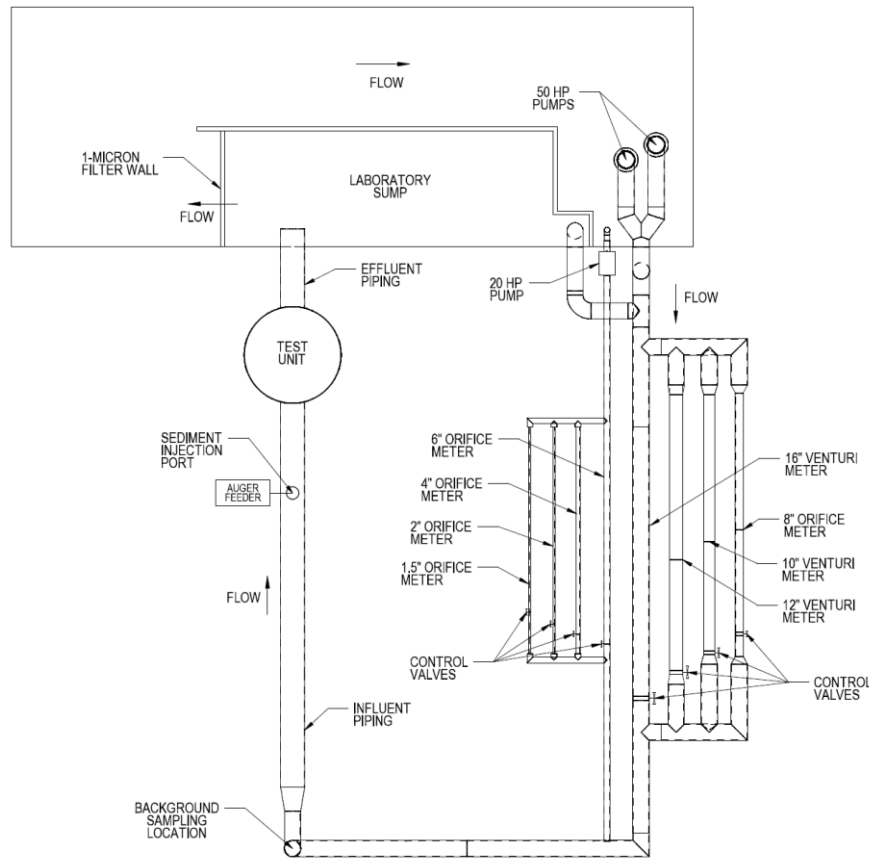 FLOW
50 HP
PUMPS
1-MICRON
FILTER WALL
LABORATORY
SUMP
FLOW
EFFLUENT
PIPING
20 HP
PUMP
FLOW
TEST
UNIT
SEDIMENT
INJECTION
PORT
AUGER
FEEDER
6" ORIFICE
METER
4" ORIFICE
METER
2" ORIFICE
METER
1.5" ORIFICE
METER
16" VENTURI
METER
8" ORIFICE
METER
10" VENTURI
METER
12" VENTURI
METER
FLOW
CONTROL
VALVES
CONTROL
VALVES
INFLUENT
PIPING
BACKGROUND
SAMPLING
LOCATION